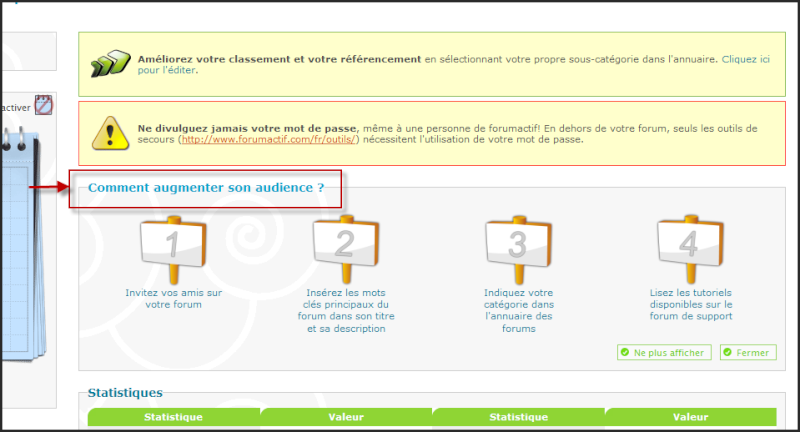 Améliorez votre classement et votre référencement en sélectionnant votre propre sous-catégorie dans l'annuaire. Cliquez ici
pour l'éditer.
activer
Ne divulguez jamais votre mot de passe, même à une personne de forumactif! En dehors de votre forum, seuls les outils de
secours (http://www.forumactif.com/fr/outils/) nécessitent l'utilisation de votre mot de passe.
Comment augmenter son audience ?
1
Invitez vos amis sur
votre forum
2
Insérez les mots
clés principaux du
forum dans son titre
et sa description
3
Indiquez votre
catégorie dans
l'annuaire des
forums
4
Lisez les tutoriels
disponibles sur le
forum de support
Ne plus afficher
Fermer
Statistiques
Statistique Valeur Statistique Valeur